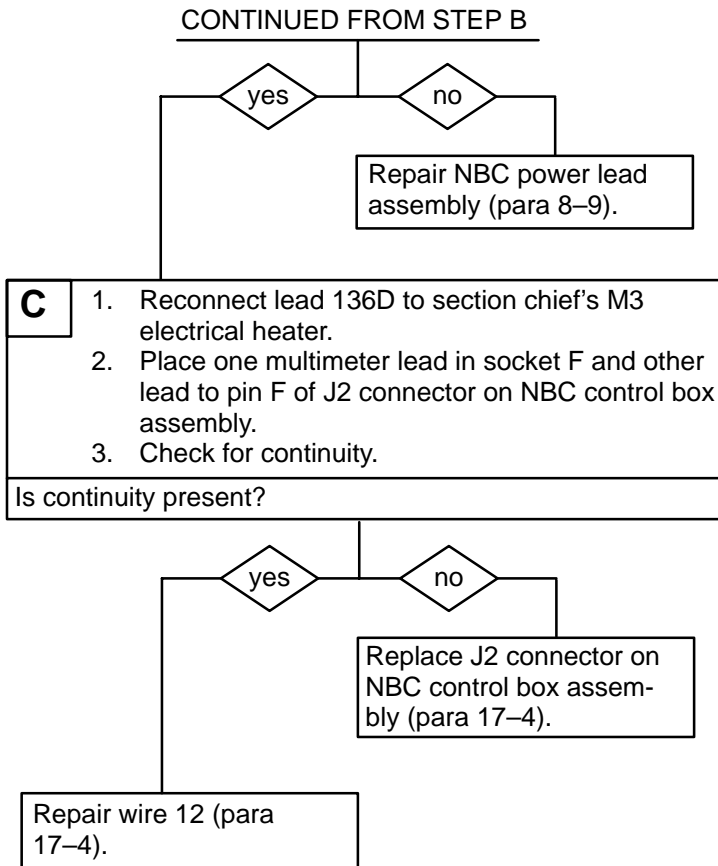 CONTINUED FROM STEP B
yes
no
Repair NBC power lead
assembly (para 8–9).
C
1. Reconnect lead 136D to section chief's M3
electrical heater.
2. Place one multimeter lead in socket F and other
lead to pin F of J2 connector on NBC control box
assembly.
3. Check for continuity.
Is continuity present?
yes
no
Replace J2 connector on
NBC control box assem-
bly (para 17–4).
Repair wire 12 (para
17–4).